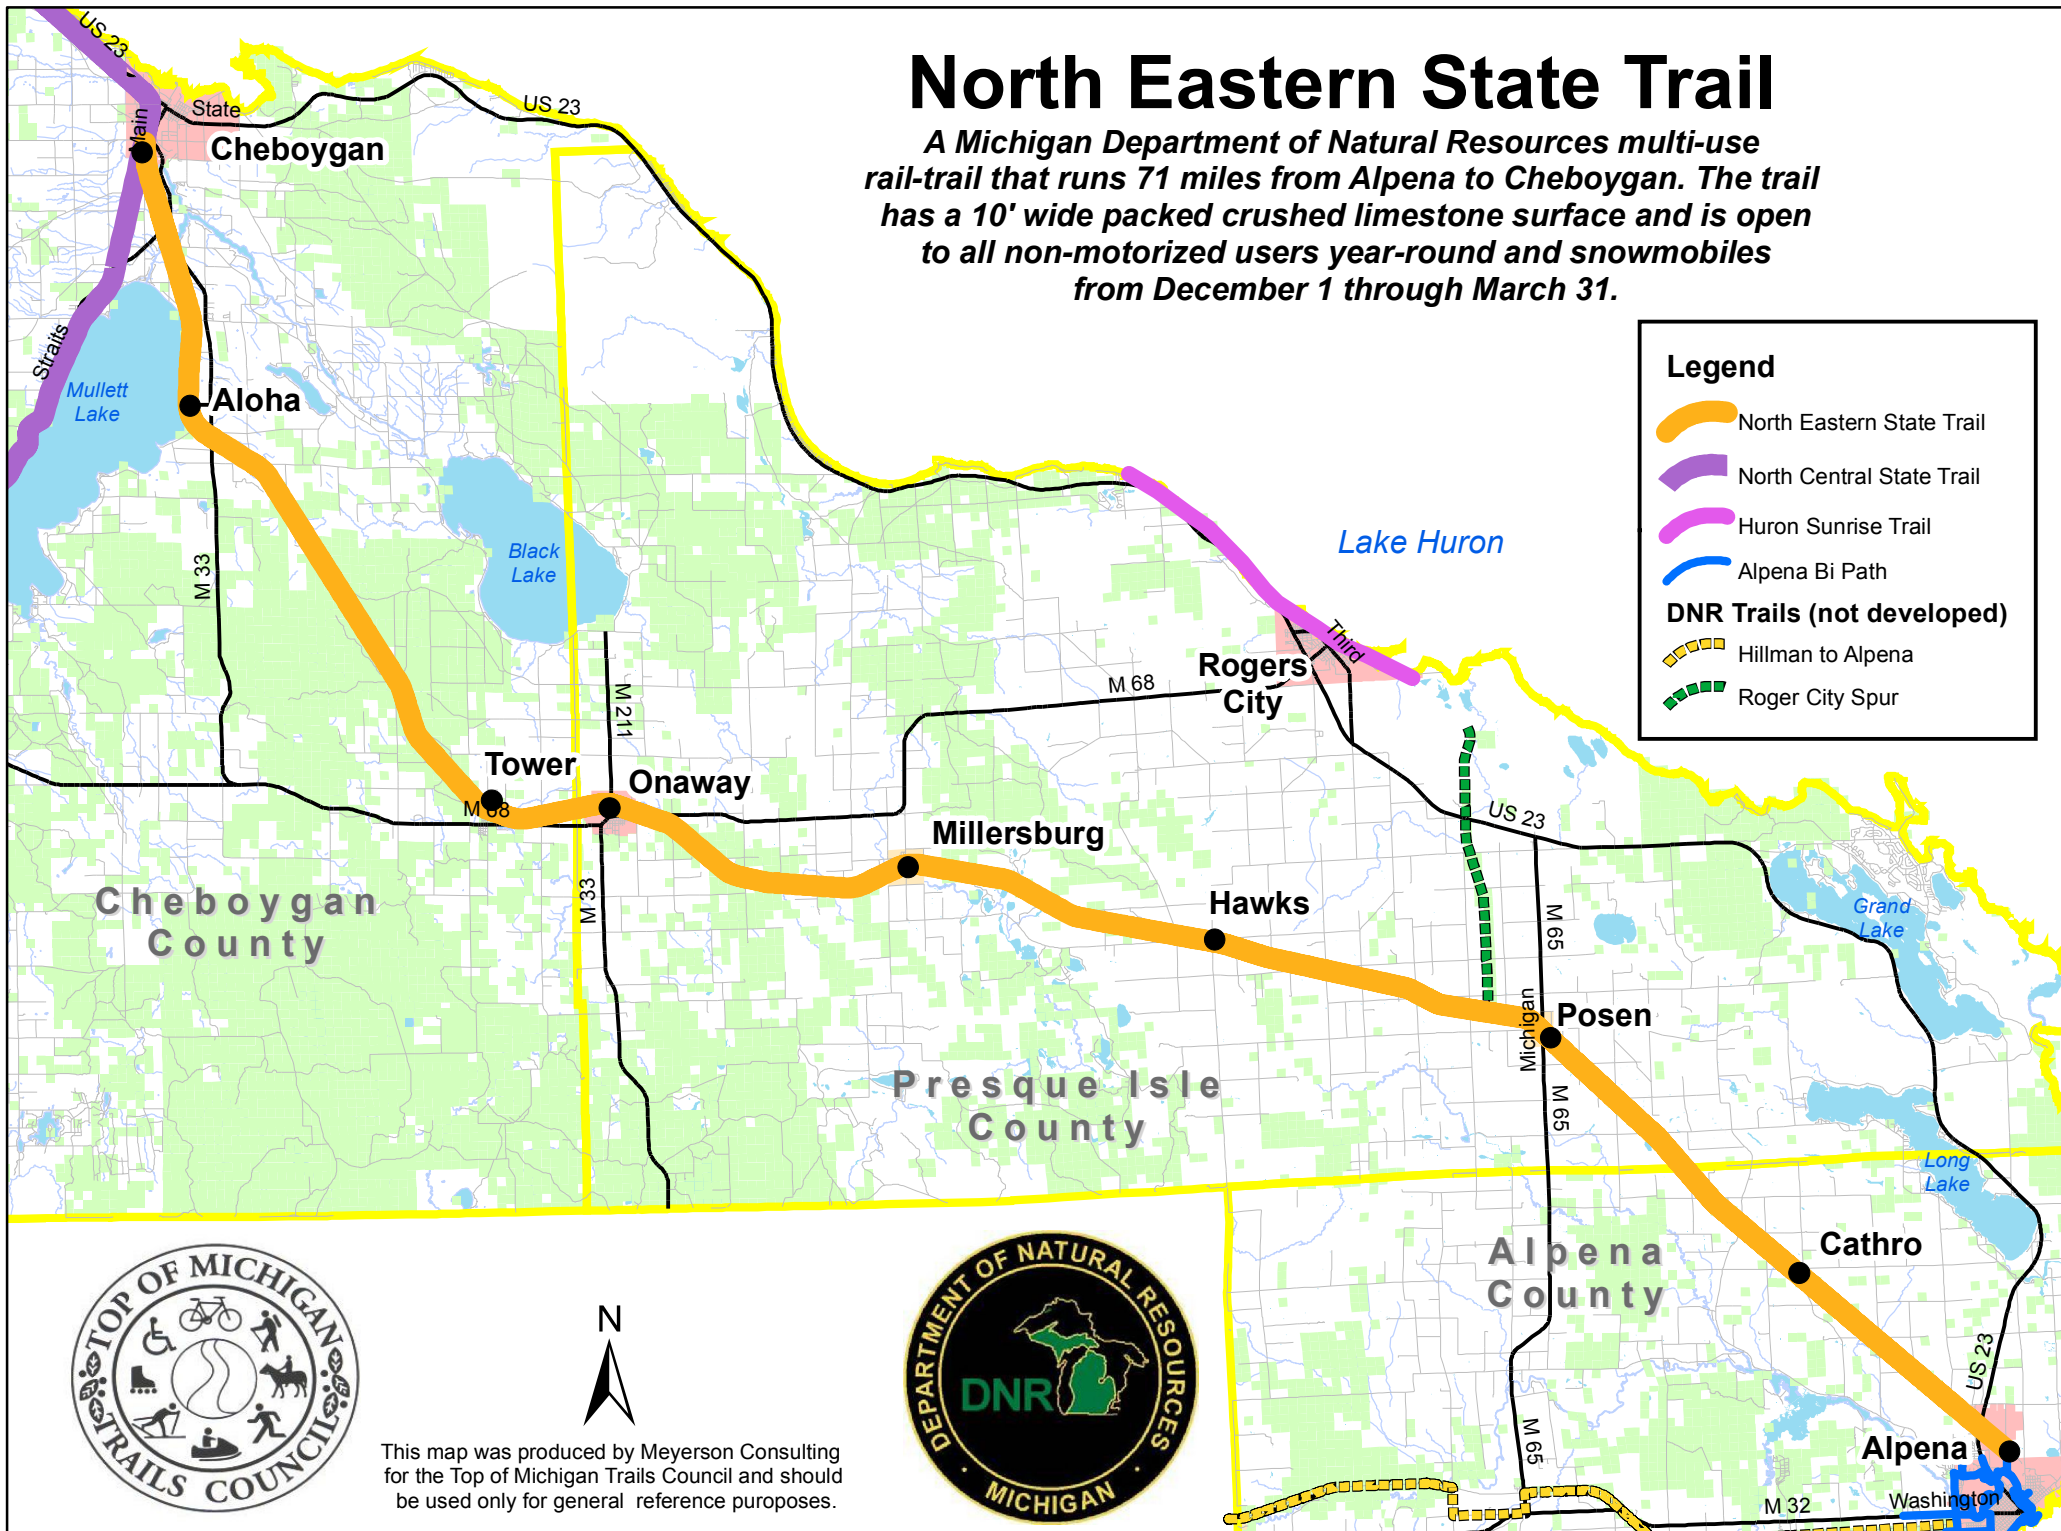 North Eastern State Trail
A Michigan Department of Natural Resources multi-use
rail-trail that runs 71 miles from Alpena to Cheboygan. The trail
has a 10' wide packed crushed limestone surface and is open
to all non-motorized users year-round and snowmobiles
from December 1 through March 31.
US 23
Main
State
Cheboygan
US 23
Straits
Mullett
Lake
Aloha
M 33
Black
Lake
Lake Huron
Legend
North Eastern State Trail
North Central State Trail
Huron Sunrise Trail
Alpena Bi Path
DNR Trails (not developed)
Hillman to Alpena
Roger City Spur
Third
Rogers
City
M 68
M 211
Tower
M 68
Onaway
Millersburg
US 23
Cheboygan
County
M 33
Hawks
M 65
Grand
Lake
Michigan
Posen
Presque Isle
County
M 65
Long
Lake
Alpena
County
Cathro
US 23
M 65
Alpena
M 32
Washington
TOP OF MICHIGAN
TRAILS COUNCIL
N
This map was produced by Meyerson Consulting
for the Top of Michigan Trails Council and should
be used only for general reference puroposes.
DEPARTMENT OF NATURAL RESOURCES
DNR
MICHIGAN